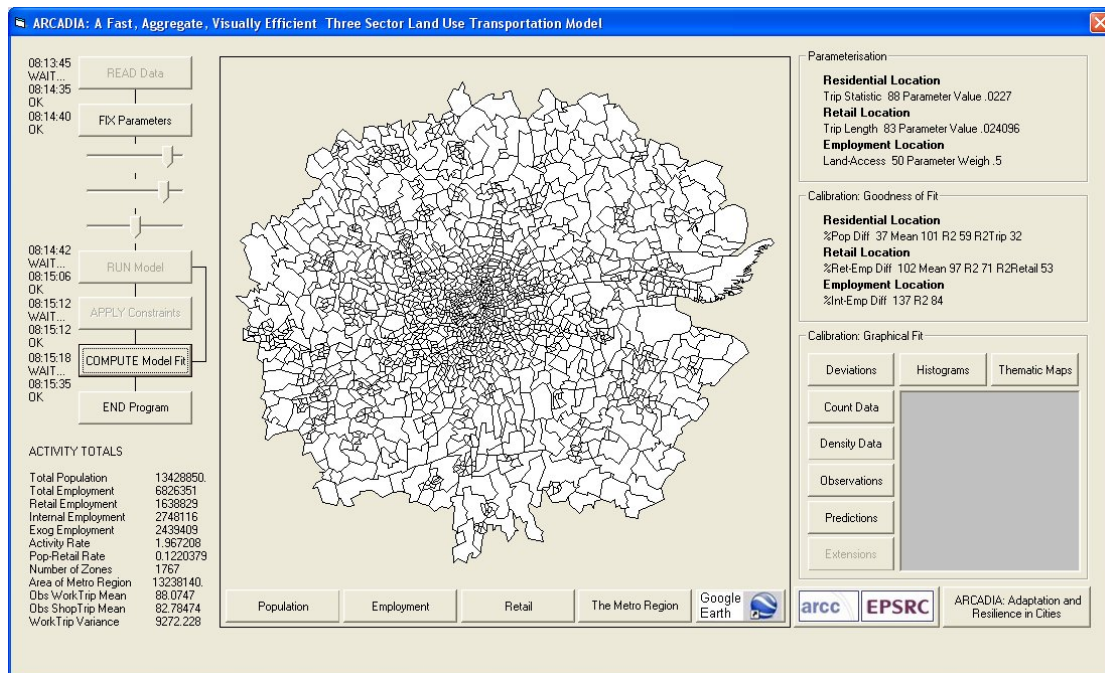 ARCADIA: A Fast, Aggregate, Visually Efficient Three Sector Land Use Transportation Model
08:13:45
WAIT...
08:14:35
OK
08:14:40
OK
READ Data
FIX Parameters
08:14:42
WAIT...
08:15:06
OK
08:15:12
WAIT...
08:15:12
OK
08:15:18
WAIT...
08:15:35
OK
RUN Model
APPLY Constraints
COMPUTE Model Fit
END Program
ACTIVITY TOTALS
Total Population 13428850.
Total Employment 6826351
Retail Employment 1638829
Internal Employment 2748116
Exog Employment 2439409
Activity Rate 1.967208
Pop-Retail Rate 0.1220379
Number of Zones 1767
Area of Metro Region 13238140.
Obs WorkTrip Mean 88.0747
Obs ShopTrip Mean 82.78474
WorkTrip Variance 9272.228
Population
Employment
Retail
The Metro Region
Google
Earth
Parameterisation
Residential Location
Trip Statistic 88 Parameter Value .0227
Retail Location
Trip Length 83 Parameter Value .024096
Employment Location
Land-Access 50 Parameter Weigh .5
Calibration: Goodness of Fit
Residential Location
%Pop Diff 37 Mean 101 R2 59 R2Trip 32
Retail Location
%Ret-Emp Diff 102 Mean 97 R2 71 R2Retail 53
Employment Location
%Int-Emp Diff 137 R2 84
Calibration: Graphical Fit
Deviations
Histograms
Thematic Maps
Count Data
Density Data
Observations
Predictions
Extensions
arcc
EPSRC
ARCADIA: Adaptation and
Resilience in Cities